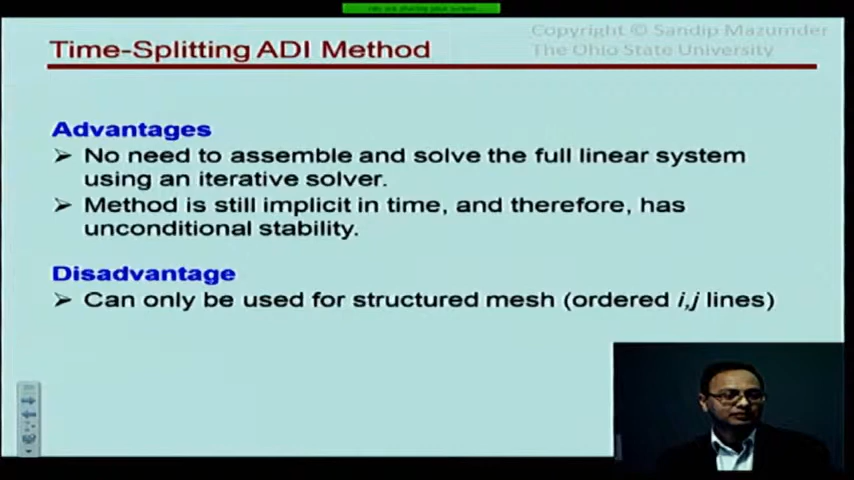 Time-Splitting ADI Method
Copyright © Sandip Mazumder
The Ohio State University
Advantages
➢ No need to assemble and solve the full linear system
using an iterative solver.
➢ Method is still implicit in time, and therefore, has
unconditional stability.
Disadvantage
➢ Can only be used for structured mesh (ordered i,j lines)